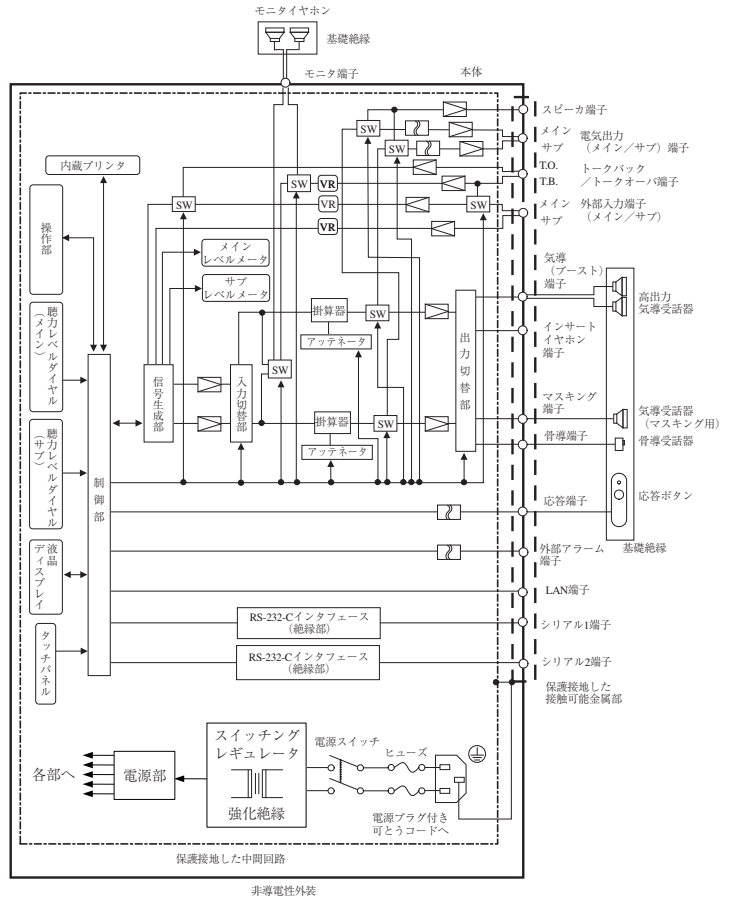 モニタイヤホン
基礎絶縁
モニタ端子
本体
スピーカ端子
SW
メイン
サブ
電気出力
(メイン/サブ)端子
SW
内蔵プリンタ
T.O.
T.B.
トークバック
/トークオーバ端子
SW
VR
操作部
SW
VR
SW
メイン
サブ
外部入力端子
(メイン/サブ)
VR
メイン
レベルメータ
サブ
レベルメータ
気導
(ブースト)
端子
高出力
気導受話器
聴力レベルダイヤル
(メイン)
掛算器
SW
アッテネータ
出力切替部
インサート
イヤホン
端子
信号生成部
入力切替部
SW
マスキング
端子
気導受話器
(マスキング用)
掛算器
SW
骨導端子
骨導受話器
アッテネータ
聴力レベルダイヤル
(サブ)
制御部
応答端子
応答ボタン
液晶
ディスプレイ
外部アラーム
端子
基礎絶縁
LAN端子
RS-232-Cインタフェース
(絶縁部)
シリアル1端子
タッチパネル
RS-232-Cインタフェース
(絶縁部)
シリアル2端子
保護接地した
接触可能金属部
スイッチング
レギュレータ
強化絶縁
電源スイッチ
ヒューズ
各部へ
電源部
電源プラグ付き
可とうコードへ
保護接地した中間回路
非導電性外装